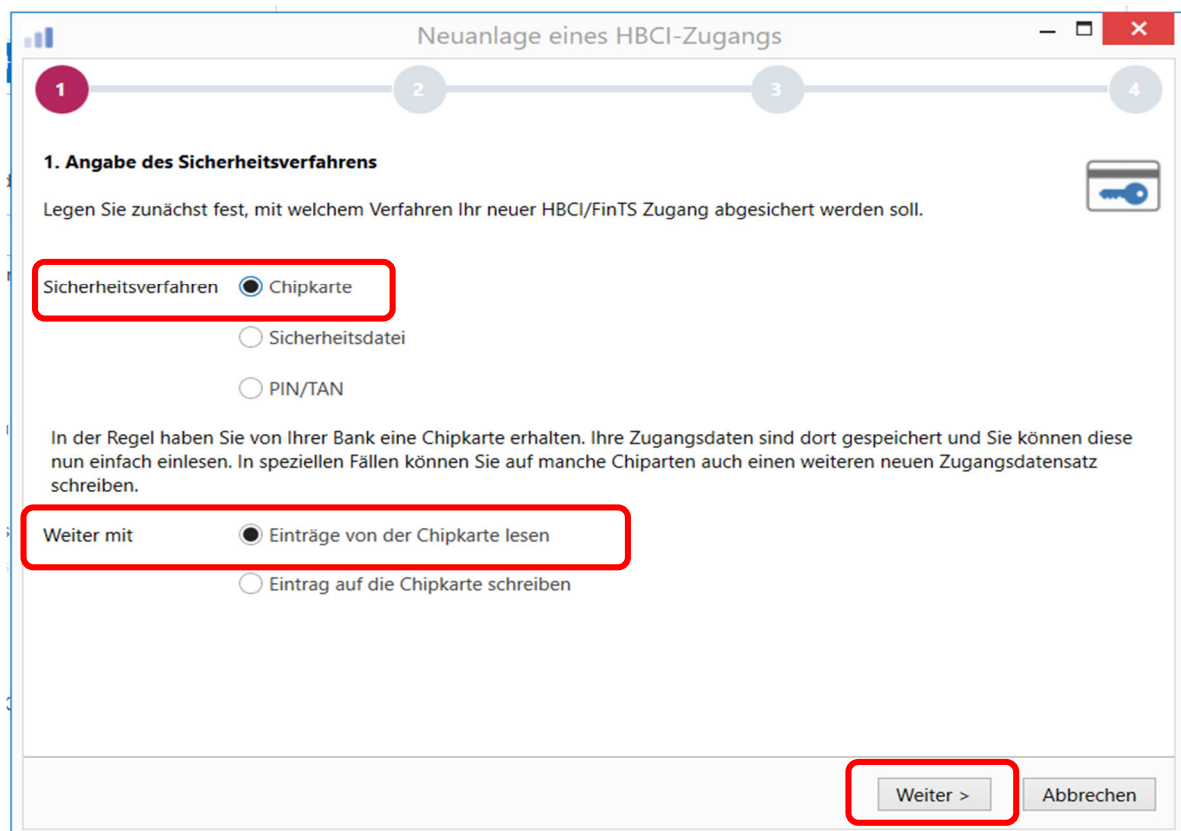 Neuanlage eines HBCI-Zugangs
1 2 3 4
1. Angabe des Sicherheitsverfahrens
Legen Sie zunächst fest, mit welchem Verfahren Ihr neuer HBCI/FinTS Zugang abgesichert werden soll.
Sicherheitsverfahren Chipkarte
Sicherheitsdatei
PIN/TAN
In der Regel haben Sie von Ihrer Bank eine Chipkarte erhalten. Ihre Zugangsdaten sind dort gespeichert und Sie können diese
nun einfach einlesen. In speziellen Fällen können Sie auf manche Chiparten auch einen weiteren neuen Zugangsdatensatz
schreiben.
Weiter mit Einträge von der Chipkarte lesen
Eintrag auf die Chipkarte schreiben
Weiter > Abbrechen